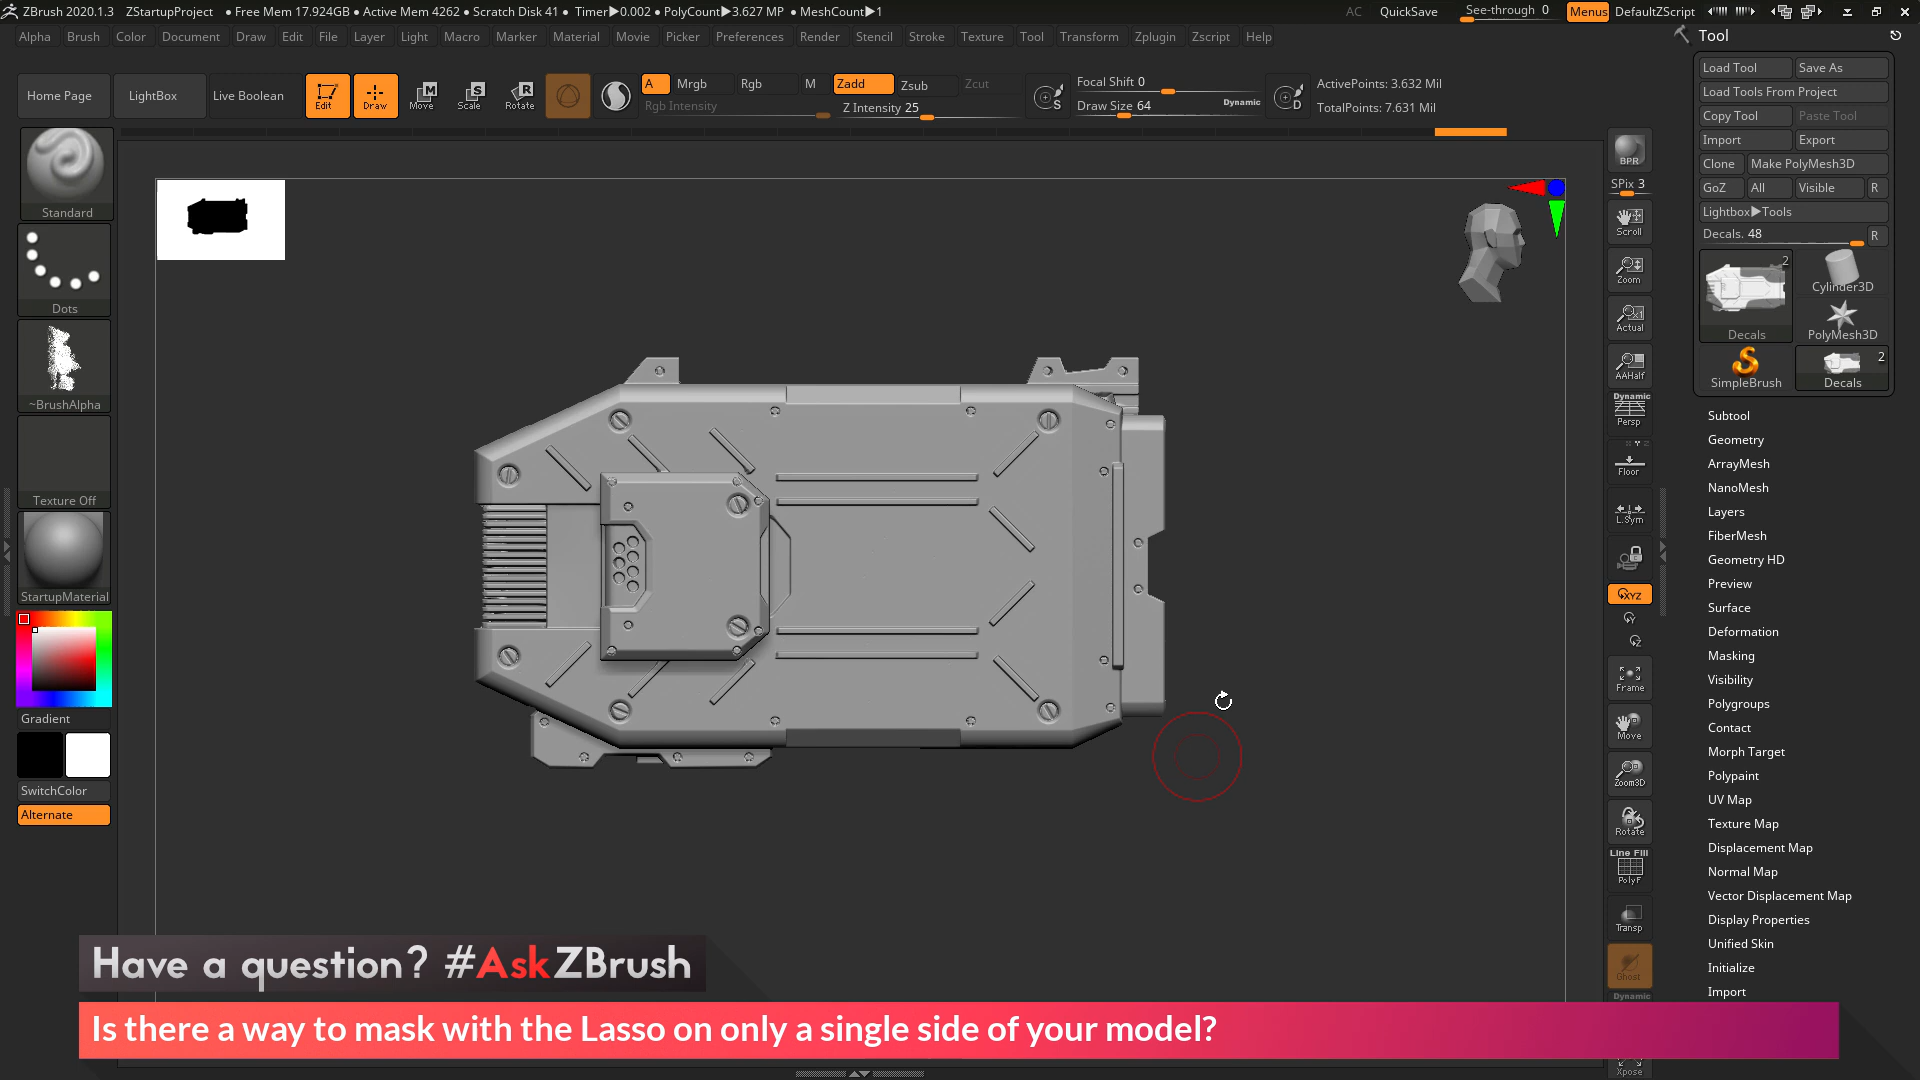 ZBrush 2020.1.3 ZStartupProject • Free Mem 17.924GB • Active Mem 4262 • Scratch Disk 41 • Timer▶0.002 • PolyCount▶3.627 MP • MeshCount▶1 AC QuickSave See-through 0 Menus DefaultZScript
Alpha Brush Color Document Draw Edit File Layer Light Macro Marker Material Movie Picker Preferences Render Stencil Stroke Texture Tool Transform Zplugin Zscript Help
Home Page LightBox Live Boolean Edit Draw Move Scale Rotate
A Mrgb Rgb M Zadd Zsub Zcut
Rgb Intensity Z Intensity 25
S Focal Shift 0
Draw Size 64 Dynamic D
ActivePoints: 3.632 Mil
TotalPoints: 7.631 Mil
Standard
Dots
~BrushAlpha
Texture Off
StartupMaterial
Gradient
SwitchColor
Alternate
BPR
SPix 3
Scroll
Zoom
Actual
AAHalf
Dynamic
Persp
Floor
L.Sym
XYZ
Y
Z
Frame
Move
Zoom3D
Rotate
Line Fill
PolyF
Transp
Ghost
Dynamic
Xpose
Tool
Load Tool Save As
Load Tools From Project
Copy Tool Paste Tool
Import Export
Clone Make PolyMesh3D
GoZ All Visible R
Lightbox▶Tools
Decals. 48 R
2
Decals Cylinder3D
PolyMesh3D
SimpleBrush 2
Decals
Subtool
Geometry
ArrayMesh
NanoMesh
Layers
FiberMesh
Geometry HD
Preview
Surface
Deformation
Masking
Visibility
Polygroups
Contact
Morph Target
Polypaint
UV Map
Texture Map
Displacement Map
Normal Map
Vector Displacement Map
Display Properties
Unified Skin
Initialize
Import
Have a question? #AskZBrush
Is there a way to mask with the Lasso on only a single side of your model?